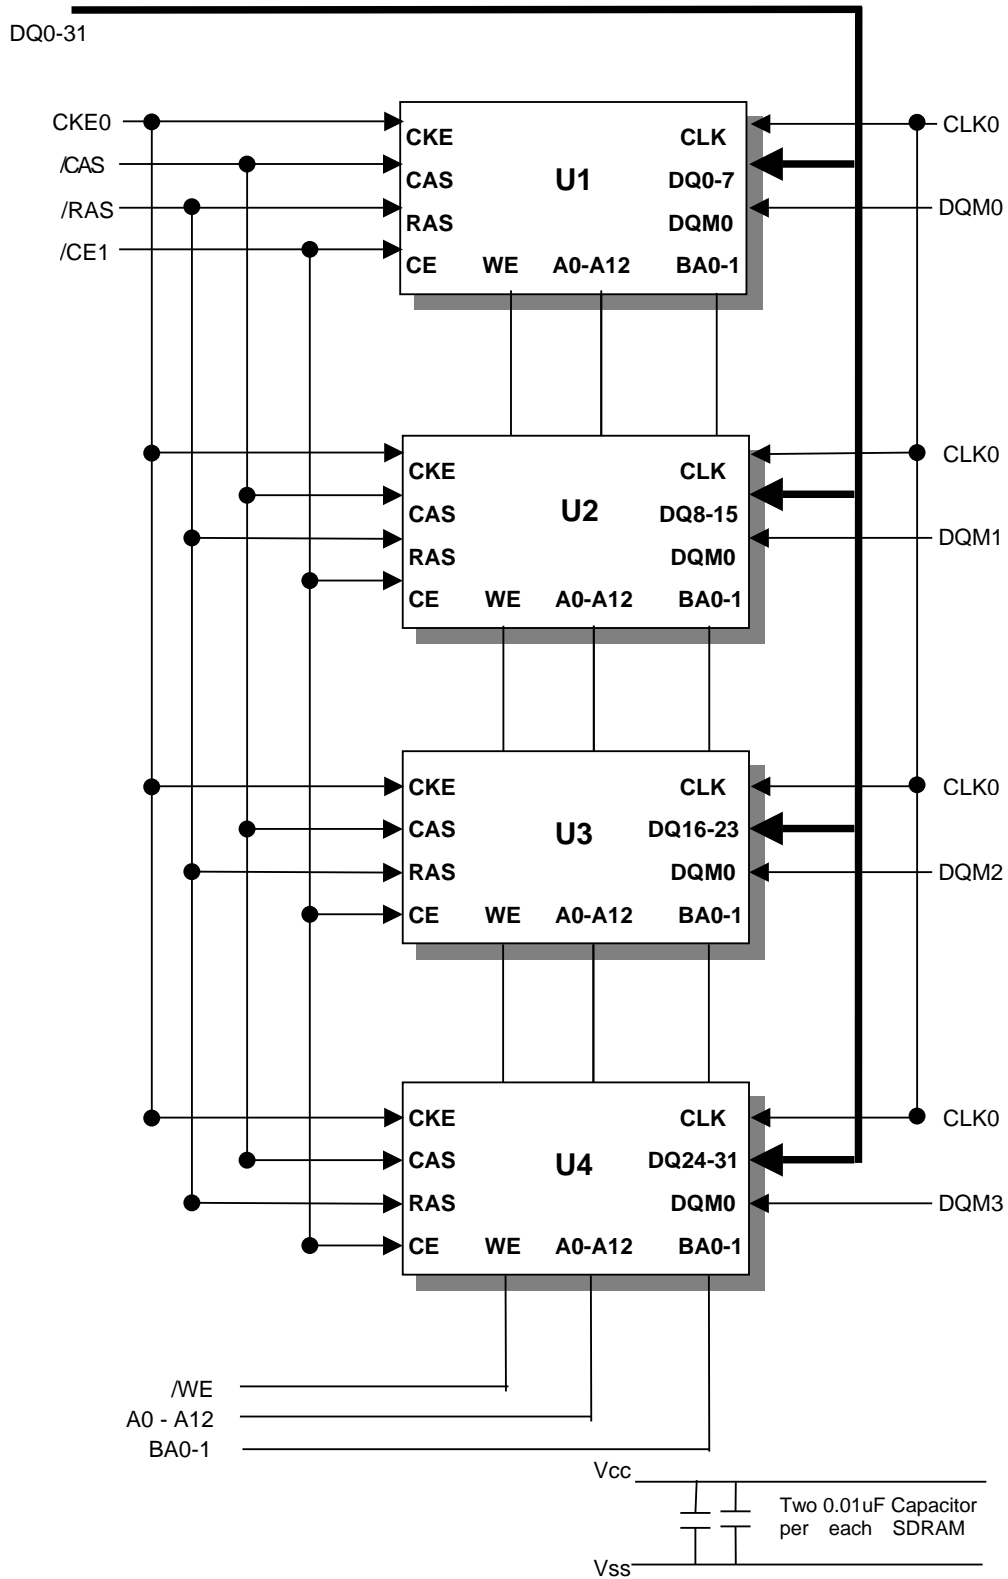 DQ0-31
CKE0
/CAS
/RAS
/CE1
CKE
CAS
RAS
CE WE A0-A12 BA0-1
U1
CLK
DQ0-7
DQM0
CLK0
DQM0
CKE
CAS
RAS
CE WE A0-A12 BA0-1
U2
CLK
DQ8-15
DQM0
CLK0
DQM1
CKE
CAS
RAS
CE WE A0-A12 BA0-1
U3
CLK
DQ16-23
DQM0
CLK0
DQM2
CKE
CAS
RAS
CE WE A0-A12 BA0-1
U4
CLK
DQ24-31
DQM0
CLK0
DQM3
/WE
A0 - A12
BA0-1
Vcc
Two 0.01uF Capacitor
per each SDRAM
Vss